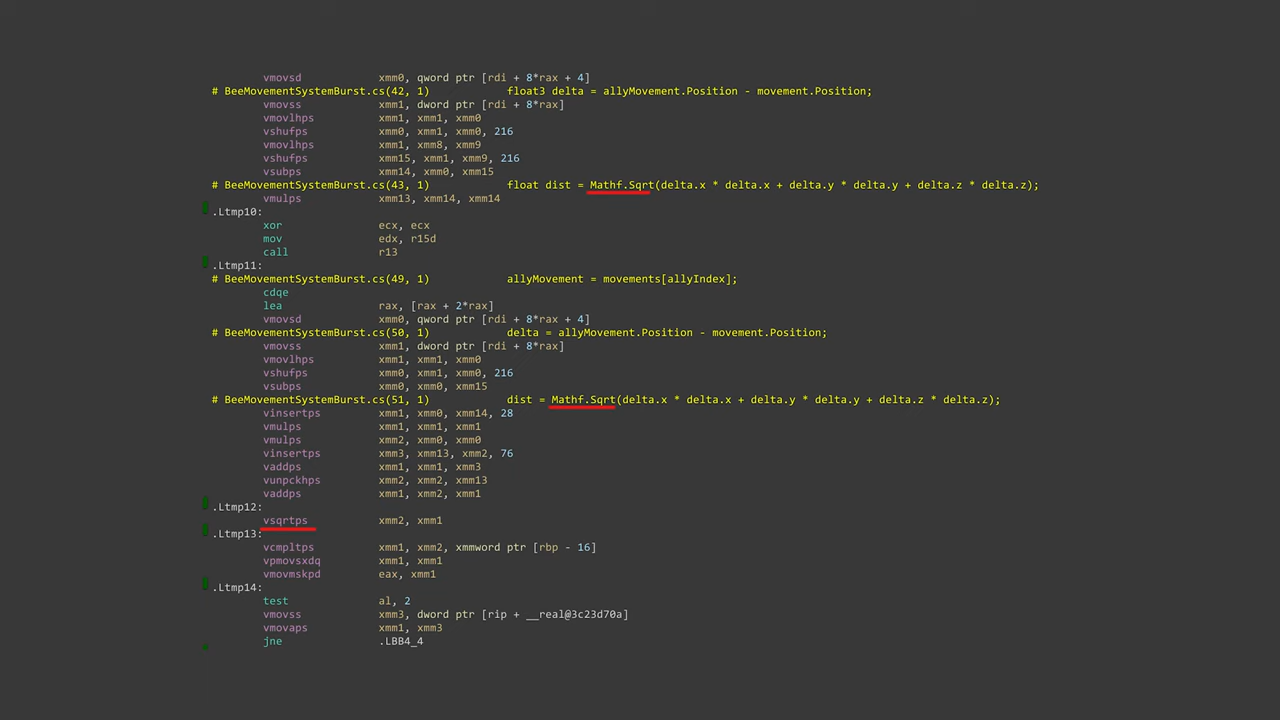 vmovsd xmm0, qword ptr [rdi + 8*rax + 4]
# BeeMovementSystemBurst.cs(42, 1) float3 delta = allyMovement.Position - movement.Position;
vmovss xmm1, dword ptr [rdi + 8*rax]
vmovlhps xmm1, xmm1, xmm0
vshufps xmm0, xmm1, xmm0, 216
vmovlhps xmm1, xmm8, xmm9
vshufps xmm15, xmm1, xmm9, 216
vsubps xmm14, xmm0, xmm15
# BeeMovementSystemBurst.cs(43, 1) float dist = Mathf.Sqrt(delta.x * delta.x + delta.y * delta.y + delta.z * delta.z);
vmulps xmm13, xmm14, xmm14
.Ltmp10:
xor ecx, ecx
mov edx, r15d
call r13
.Ltmp11:
# BeeMovementSystemBurst.cs(49, 1) allyMovement = movements[allyIndex];
cdqe
lea rax, [rax + 2*rax]
vmovsd xmm0, qword ptr [rdi + 8*rax + 4]
# BeeMovementSystemBurst.cs(50, 1) delta = allyMovement.Position - movement.Position;
vmovss xmm1, dword ptr [rdi + 8*rax]
vmovlhps xmm1, xmm1, xmm0
vshufps xmm0, xmm1, xmm0, 216
vsubps xmm0, xmm0, xmm15
# BeeMovementSystemBurst.cs(51, 1) dist = Mathf.Sqrt(delta.x * delta.x + delta.y * delta.y + delta.z * delta.z);
vinsertps xmm1, xmm0, xmm14, 28
vmulps xmm1, xmm1, xmm1
vmulps xmm2, xmm0, xmm0
vinsertps xmm3, xmm13, xmm2, 76
vaddps xmm1, xmm1, xmm3
vunpckhps xmm2, xmm2, xmm13
vaddps xmm1, xmm2, xmm1
.Ltmp12:
vsqrtps xmm2, xmm1
.Ltmp13:
vcmpltps xmm1, xmm2, xmmword ptr [rbp - 16]
vpmovsxdq xmm1, xmm1
vmovmskpd eax, xmm1
.Ltmp14:
test al, 2
vmovss xmm3, dword ptr [rip + __real@3c23d70a]
vmovaps xmm1, xmm3
jne .LBB4_4